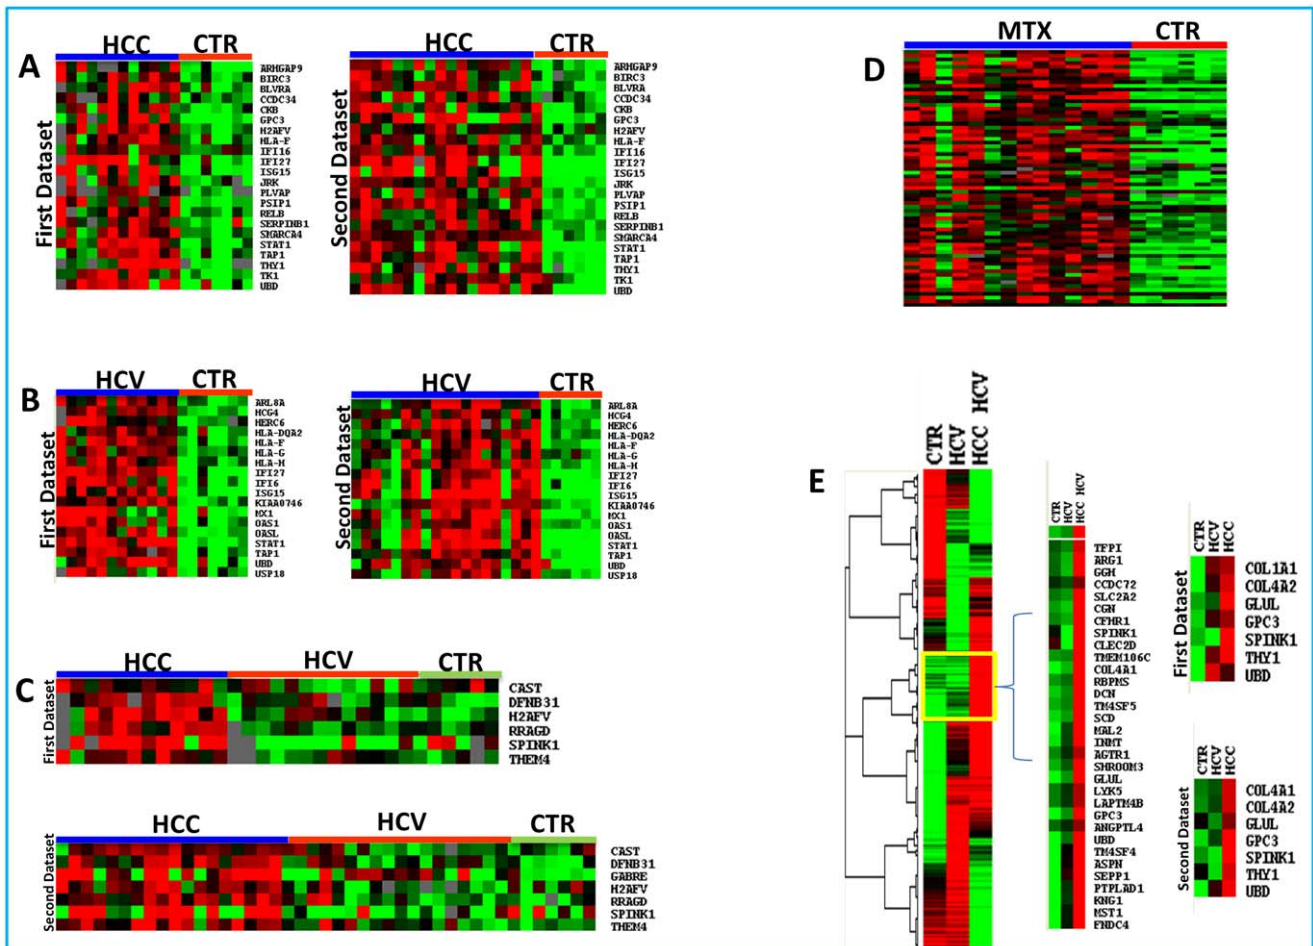 A
HCC CTR
First Dataset
ARHGAP9
BIRC3
BLVRA
CCDC34
CKB
GPC3
H2AFV
HLA-F
IFI16
IFI27
ISG15
JRK
PLVAP
PSIP1
RELB
SERPINB1
SMARCA4
STAT1
TAP1
THY1
TK1
UBD
HCC CTR
Second Dataset
ARHGAP9
BIRC3
BLVRA
CCDC34
CKB
GPC3
H2AFV
HLA-F
IFI16
IFI27
ISG15
JRK
PLVAP
PSIP1
RELB
SERPINB1
SMARCA4
STAT1
TAP1
THY1
TK1
UBD
B
HCV CTR
First Dataset
ARL8A
HCG4
HERC6
HLA-DQA2
HLA-F
HLA-G
HLA-H
IFI27
IFI6
ISG15
KIAA0746
MX1
OAS1
OASL
STAT1
TAP1
UBD
USP18
HCV CTR
Second Dataset
ARL8A
HCG4
HERC6
HLA-DQA2
HLA-F
HLA-G
HLA-H
IFI27
IFI6
ISG15
KIAA0746
MX1
OAS1
OASL
STAT1
TAP1
UBD
USP18
C
HCC HCV CTR
First Dataset
CAST
DFNB31
H2AFV
RRAGD
SPINK1
THEM4
HCC HCV CTR
Second Dataset
CAST
DFNB31
GABRE
H2AFV
RRAGD
SPINK1
THEM4
D
MTX CTR
E
CTR
HCV
HCC HCV
CTR
HCV
HCC HCV
TFPI
ARG1
GGH
CCDC72
SLC2A2
CGN
CFHR1
SPINK1
CLEC2D
TMEM106C
COL4A1
RBPMS
DCN
TM4SF5
SCD
MAL2
INMT
AGTR1
SHROOM3
GLUL
LYK5
LAPTM4B
GPC3
ANGPTL4
UBD
TM4SF4
ASPN
SEPP1
PTPLAD1
KNG1
MST1
FNDC4
First Dataset
CTR
HCV
HCC
COL1A1
COL4A2
GLUL
GPC3
SPINK1
THY1
UBD
Second Dataset
CTR
HCV
HCC
COL4A1
COL4A2
GLUL
GPC3
SPINK1
THY1
UBD